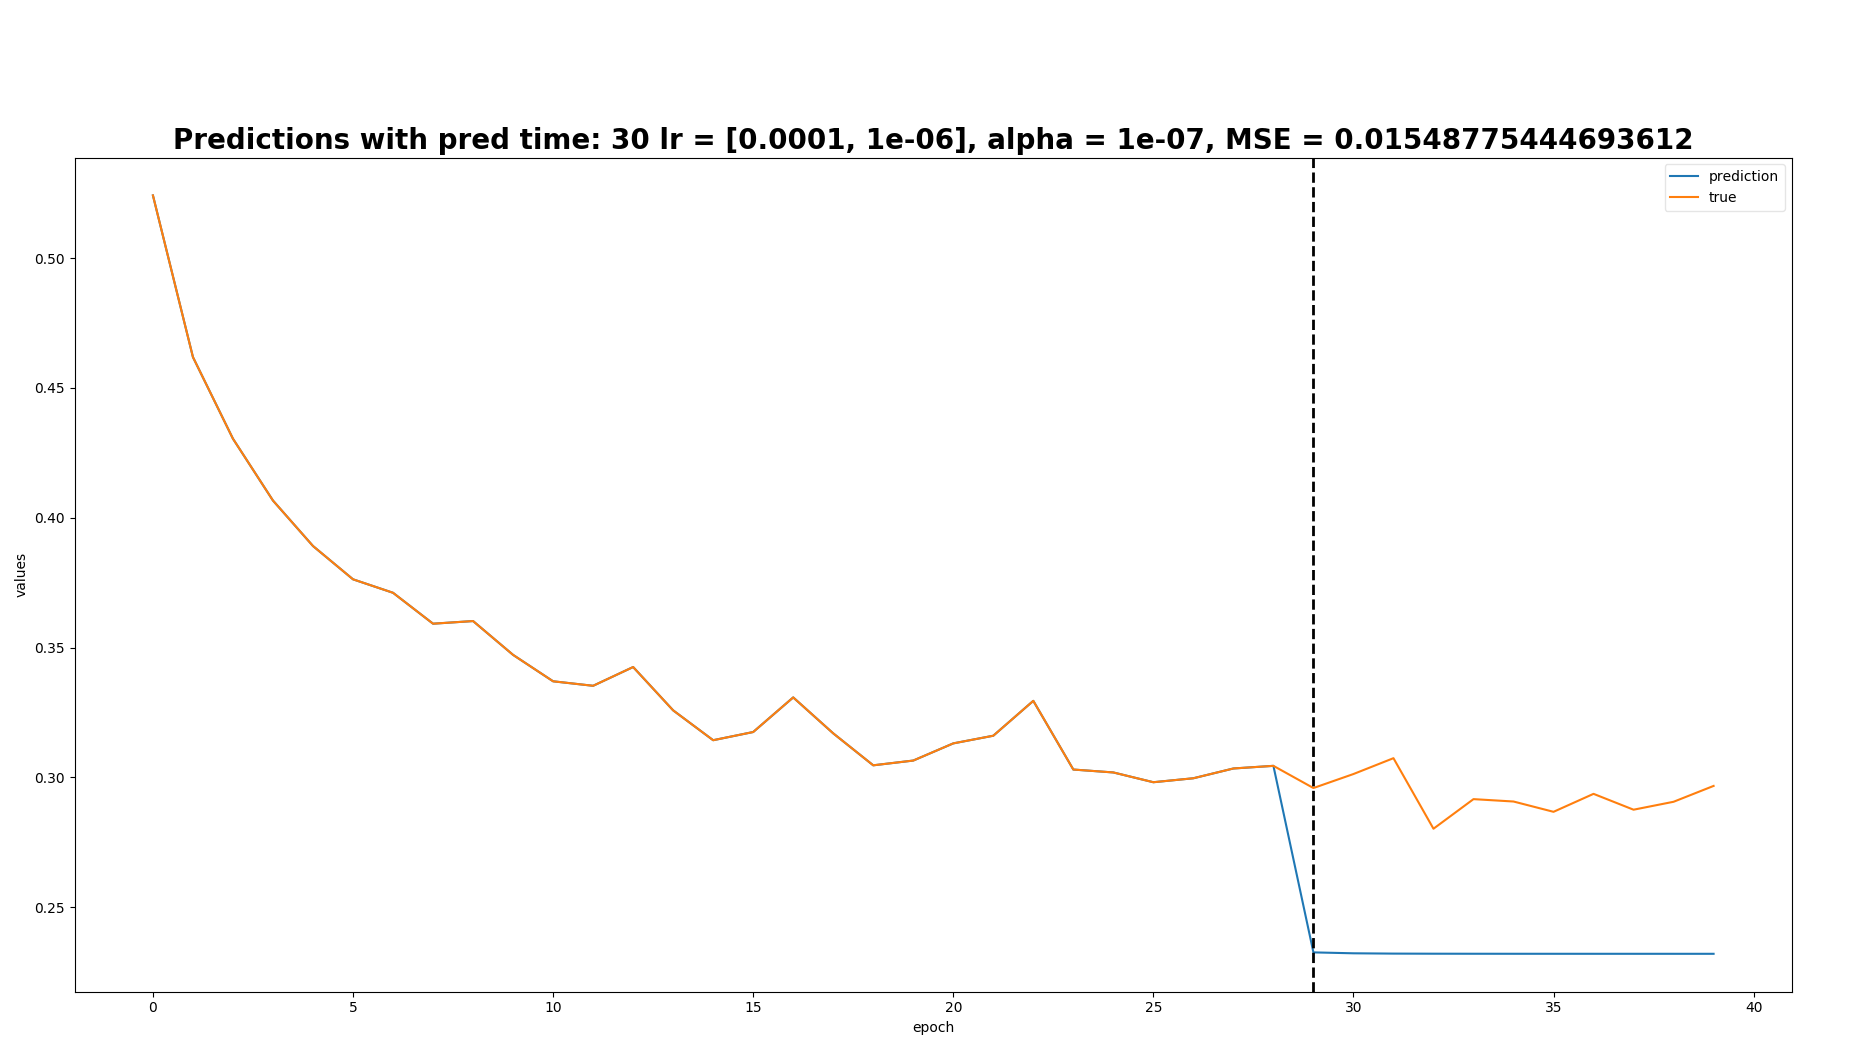 Predictions with pred time: 30 lr = [0.0001, 1e-06], alpha = 1e-07, MSE = 0.01548775444693612
prediction
true
values
0.50
0.45
0.40
0.35
0.30
0.25
0 5 10 15 20 25 30 35 40
epoch